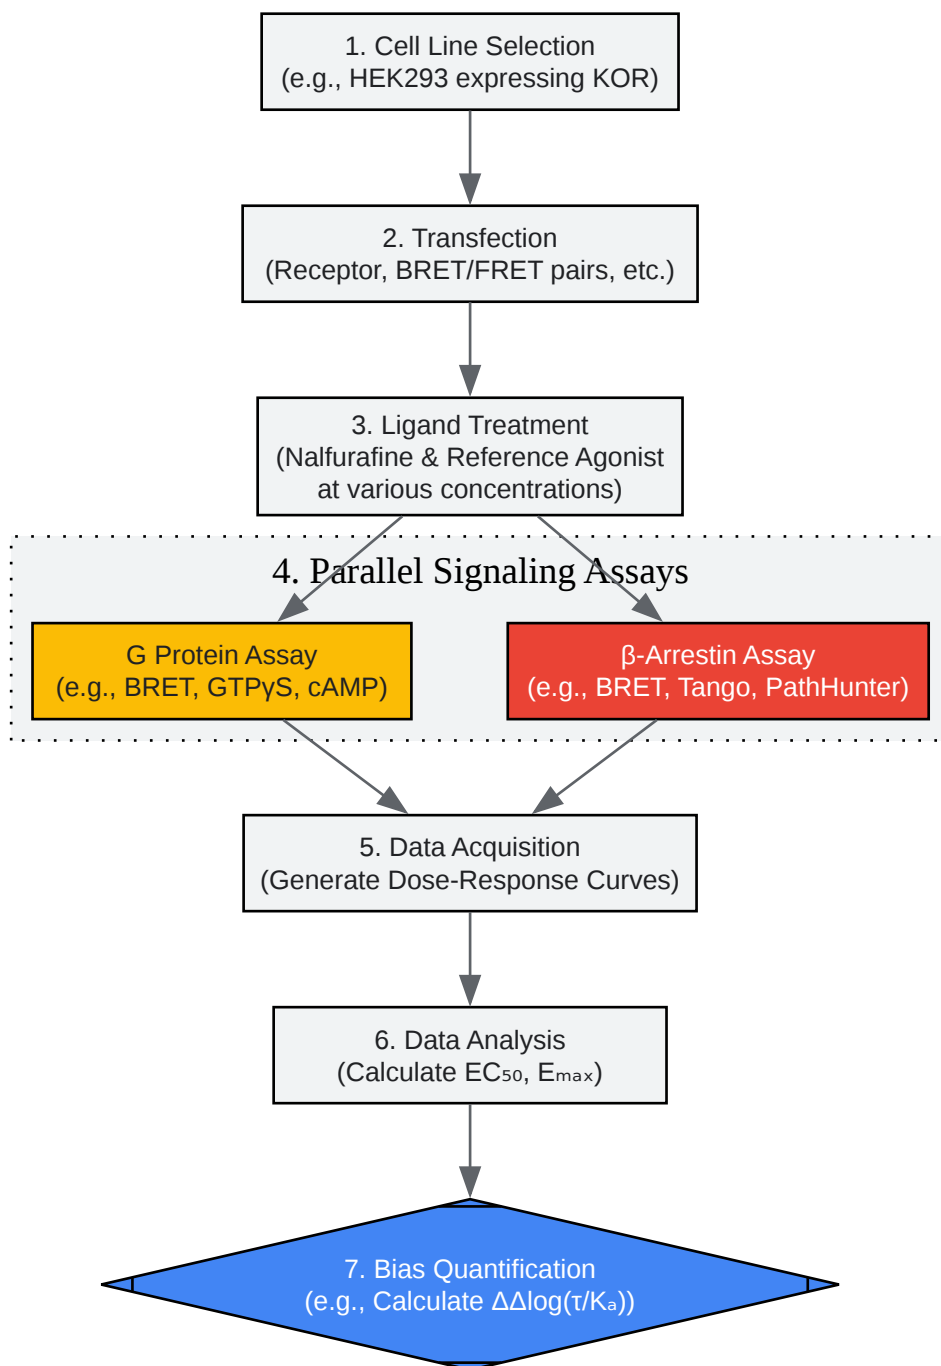 1. Cell Line Selection
(e.g., HEK293 expressing KOR)
2. Transfection
(Receptor, BRET/FRET pairs, etc.)
3. Ligand Treatment
(Nalfurafine & Reference Agonist
at various concentrations)
4. Parallel Signaling Assays
G Protein Assay
(e.g., BRET, GTPγS, cAMP)
β-Arrestin Assay
(e.g., BRET, Tango, PathHunter)
5. Data Acquisition
(Generate Dose-Response Curves)
6. Data Analysis
(Calculate EC₅₀, Eₘₐₓ)
7. Bias Quantification
(e.g., Calculate ΔΔlog(τ/Kₐ))